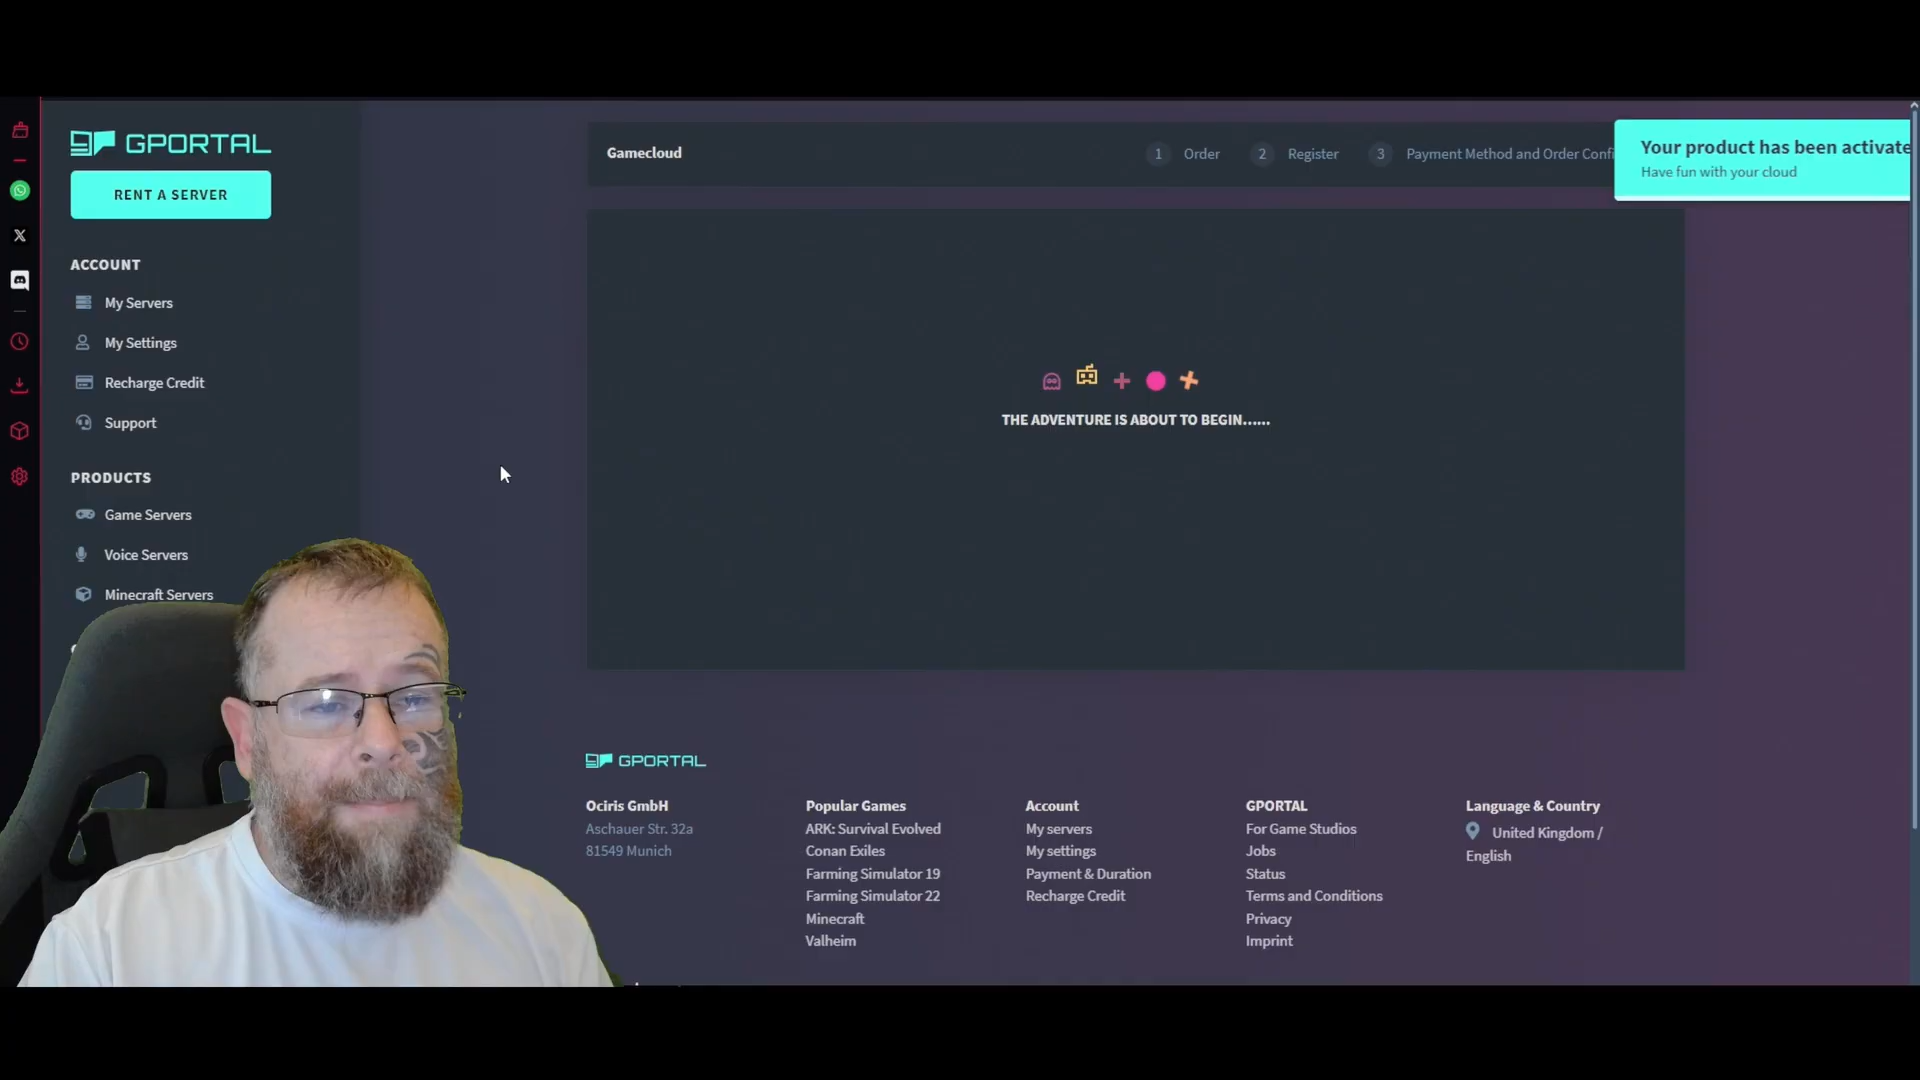 GPORTAL
RENT A SERVER
ACCOUNT
My Servers
My Settings
Recharge Credit
Support
PRODUCTS
Game Servers
Voice Servers
Minecraft Servers
Gamecloud
1 Order
2 Register
3 Payment Method and Order Confi
Your product has been activate
Have fun with your cloud
THE ADVENTURE IS ABOUT TO BEGIN......
GPORTAL
Ociris GmbH
Aschauer Str. 32a
81549 Munich
Popular Games
ARK: Survival Evolved
Conan Exiles
Farming Simulator 19
Farming Simulator 22
Minecraft
Valheim
Account
My servers
My settings
Payment & Duration
Recharge Credit
GPORTAL
For Game Studios
Jobs
Status
Terms and Conditions
Privacy
Imprint
Language & Country
United Kingdom /
English